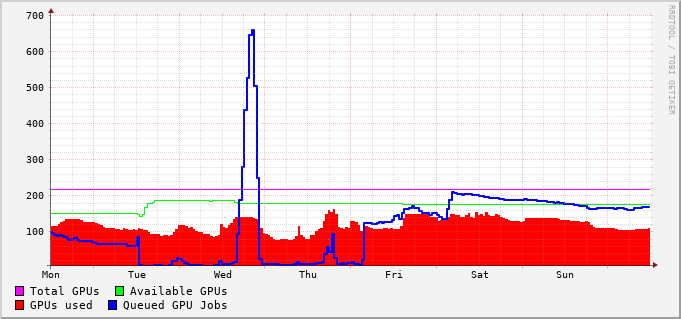 700
600
500
400
300
200
100
Mon Tue Wed Thu Fri Sat Sun
Total GPUs Available GPUs
GPUs used Queued GPU Jobs
RRDTOOL / TOBI OETIKER